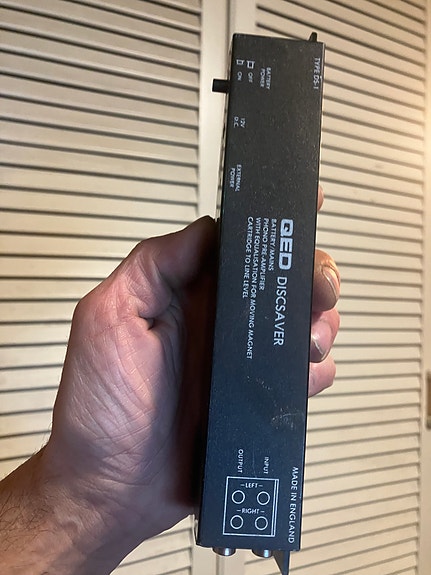 TYPE DS-1
BATTERY
POWER
OFF
ON
12V
D.C.
EXTERNAL
POWER
QED DISCSAVER
BATTERY/MAINS
PHONO PRE-AMPLIFIER
WITH EQUALISATION FOR MOVING MAGNET
CARTRIDGE TO LINE LEVEL
MADE IN ENGLAND
INPUT
OUTPUT
LEFT
RIGHT